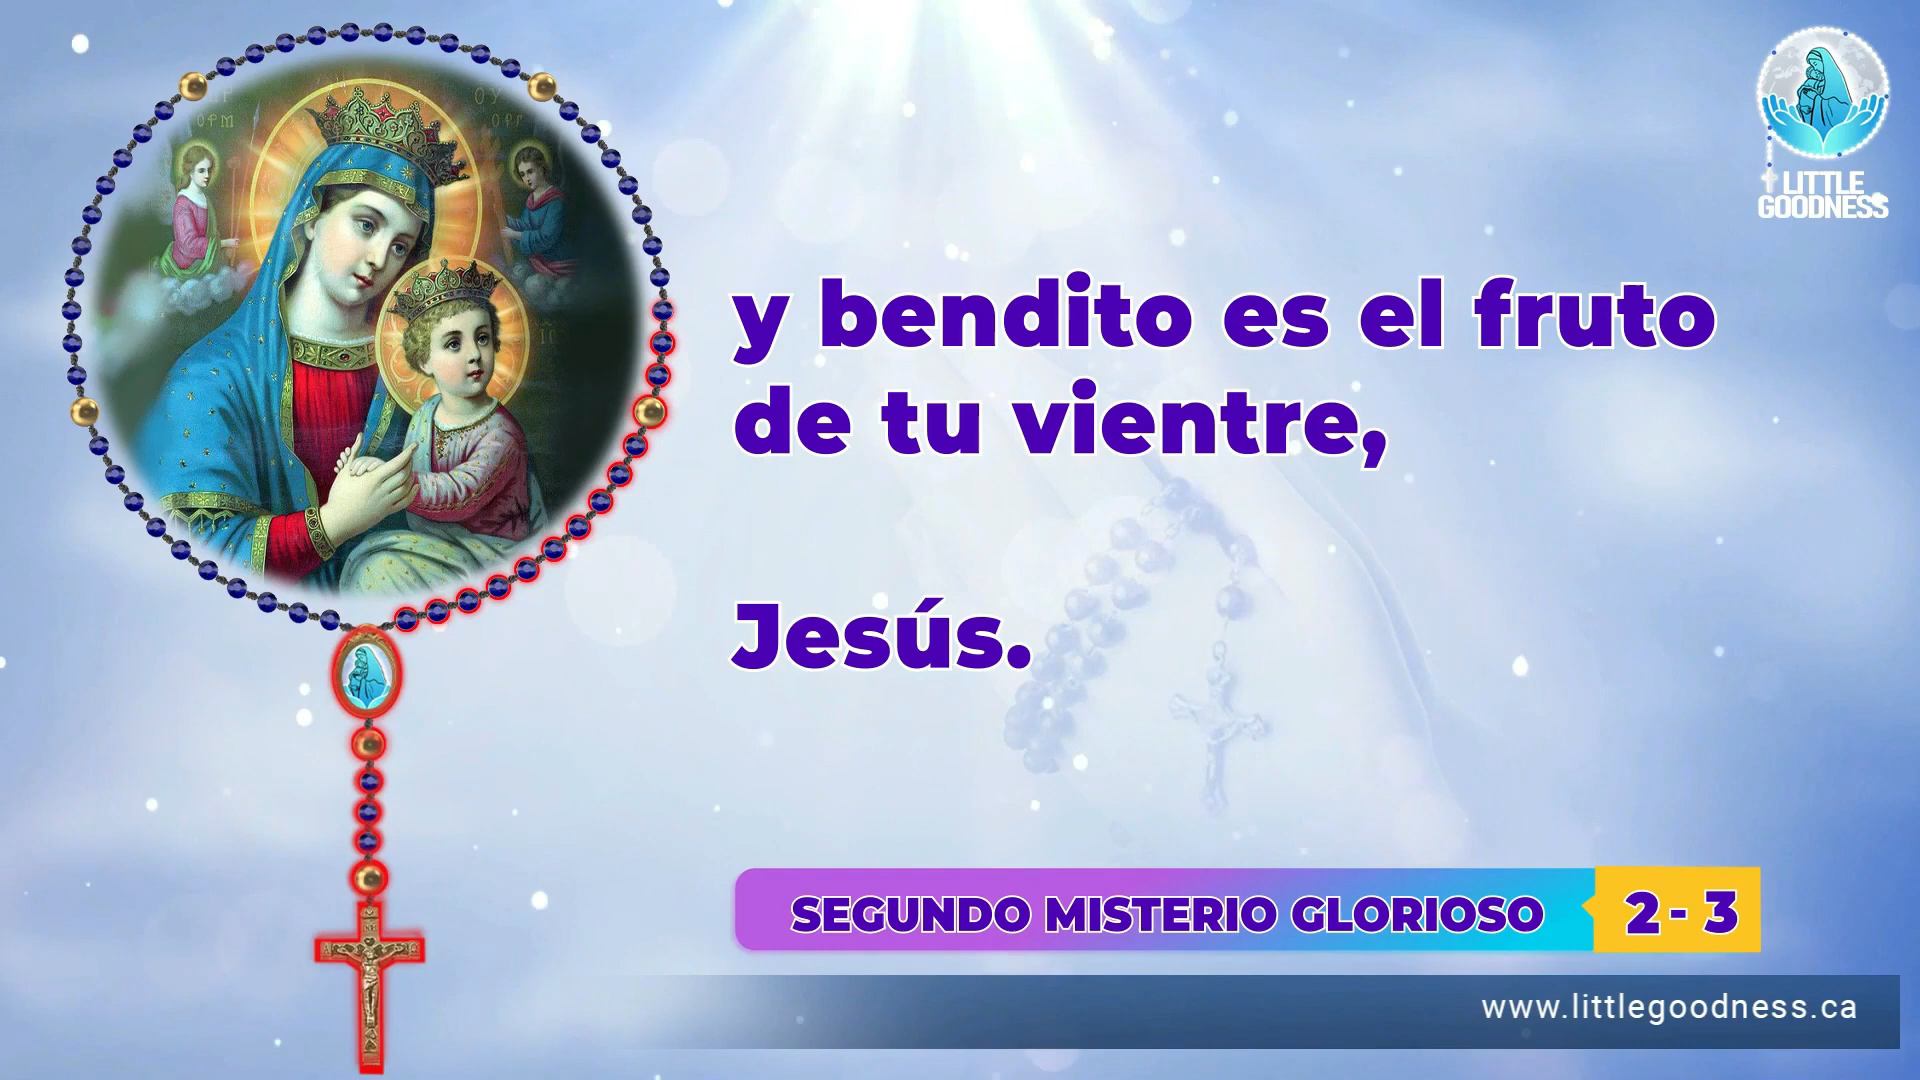 LITTLE
GOODNESS
y bendito es el fruto
de tu vientre,
Jesús.
SEGUNDO MISTERIO GLORIOSO
2 - 3
www.littlegoodness.ca